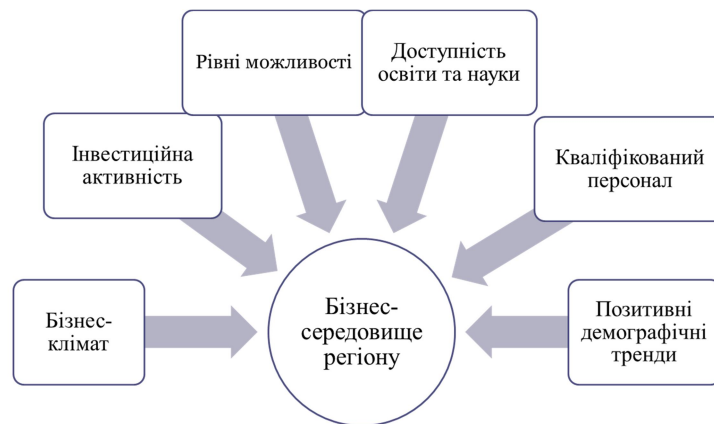 Рівні можливості
Доступність
освіти та науки
Інвестиційна
активність
Кваліфікований
персонал
Бізнес-
клімат
Бізнес-
середовище
регіону
Позитивні
демографічні
тренди